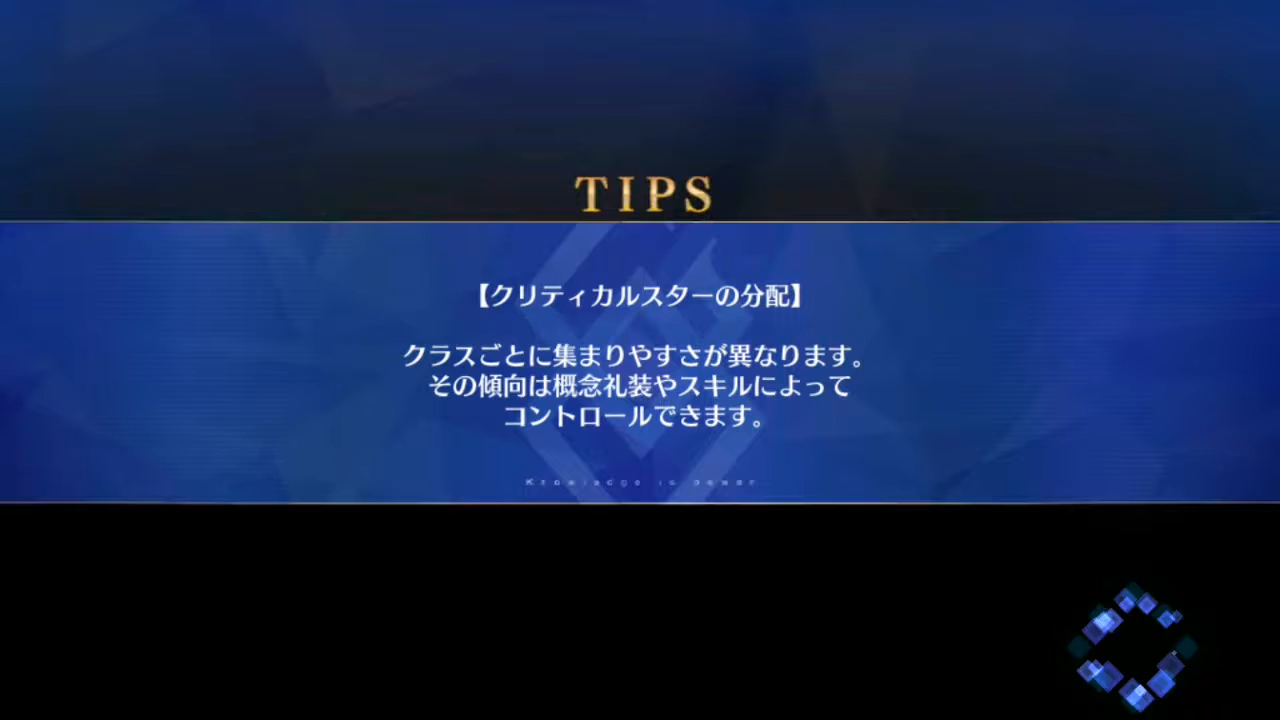 TIPS
【クリティカルスターの分配】
クラスごとに集まりやすさが異なります。
その傾向は概念礼装やスキルによって
コントロールできます。
Knowledge is power